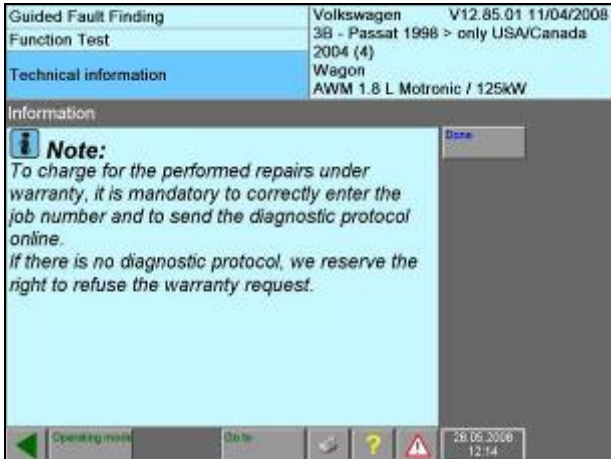 Guided Fault Finding
Function Test
Technical information
Volkswagen V12.85.01 11/04/2008
3B - Passat 1998 > only USA/Canada
2004 (4)
Wagon
AWM 1.8 L Motronic / 125kW
Information
Note:
To charge for the performed repairs under
warranty, it is mandatory to correctly enter the
job number and to send the diagnostic protocol
online.
If there is no diagnostic protocol, we reserve the
right to refuse the warranty request.
Done
Operating mode
Go to
?
28.05.2008
12:14